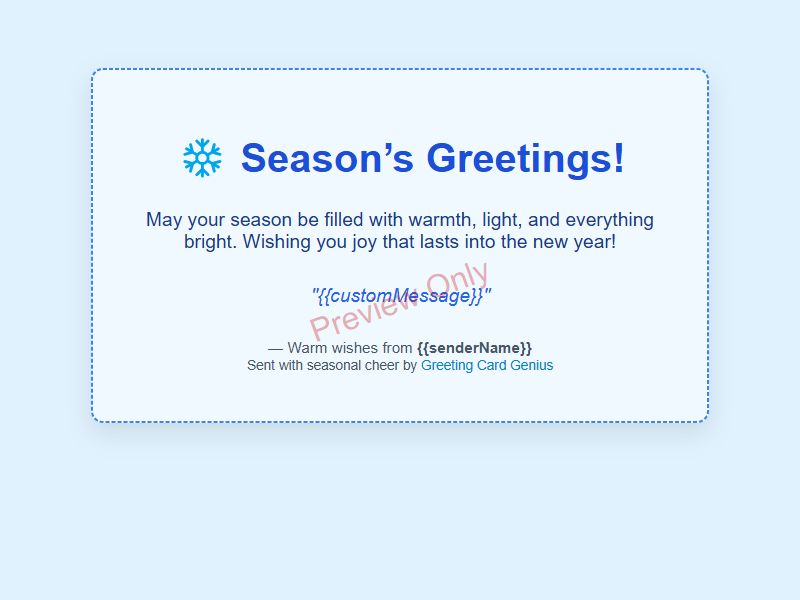 Season’s Greetings!
May your season be filled with warmth, light, and everything
bright. Wishing you joy that lasts into the new year!
"{{customMessage}}"
Preview Only
— Warm wishes from {{senderName}}
Sent with seasonal cheer by Greeting Card Genius